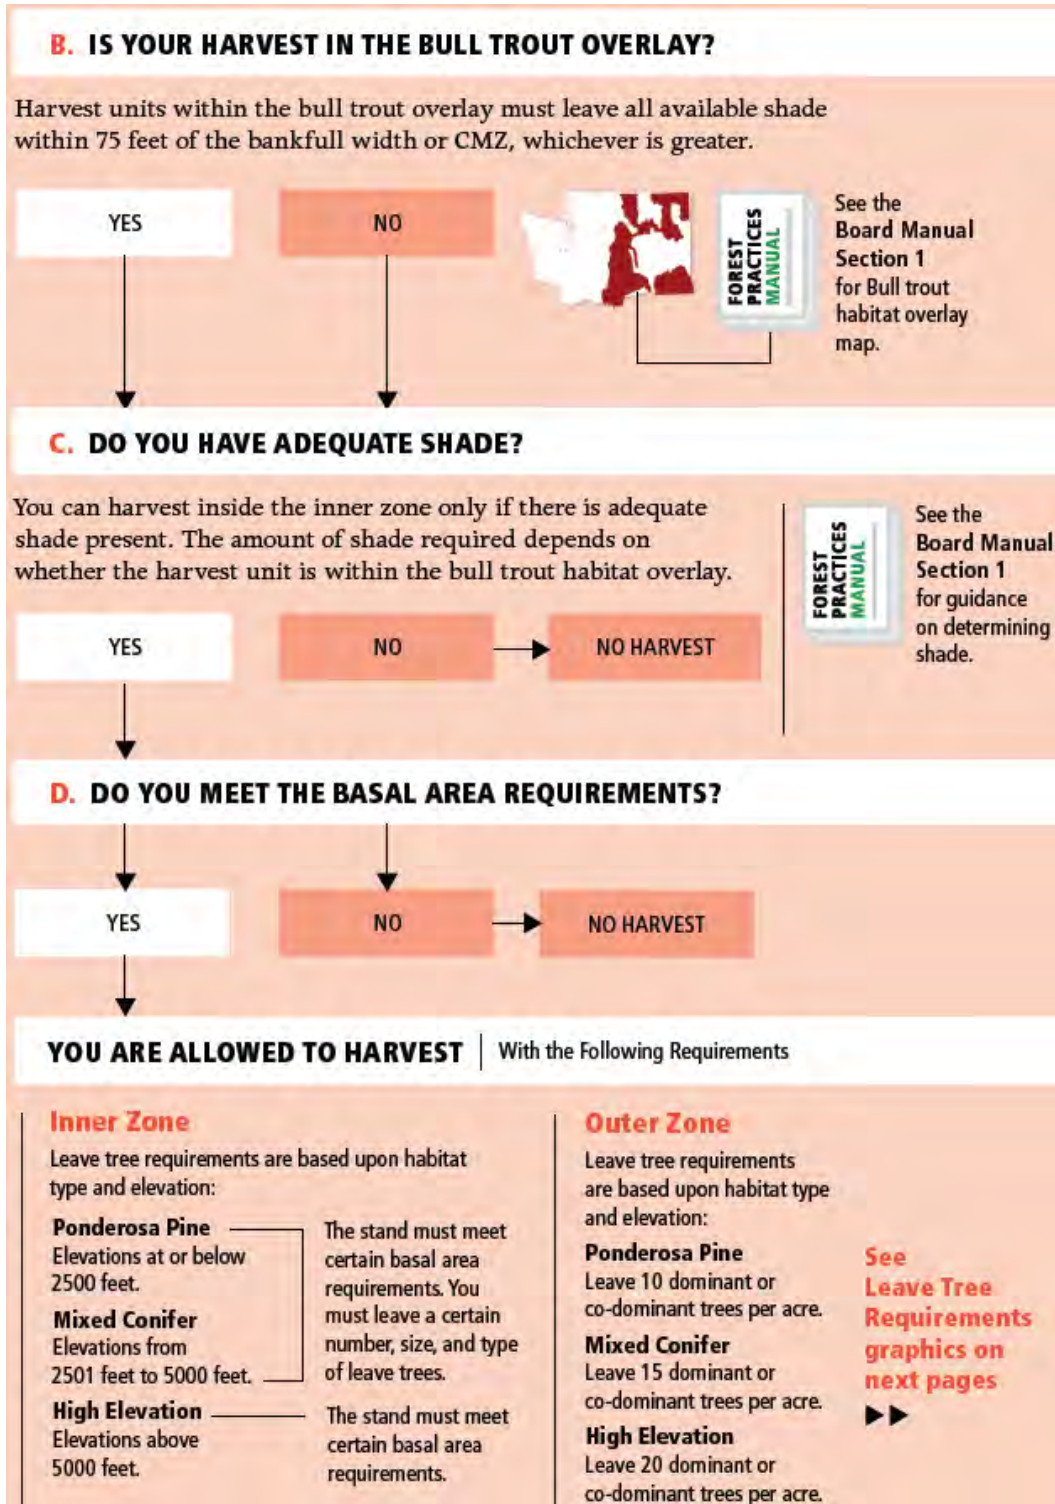 B. IS YOUR HARVEST IN THE BULL TROUT OVERLAY?
Harvest units within the bull trout overlay must leave all available shade
within 75 feet of the bankfull width or CMZ, whichever is greater.
YES
NO
FOREST
PRACTICES
MANUAL
See the
Board Manual
Section 1
for Bull trout
habitat overlay
map.
C. DO YOU HAVE ADEQUATE SHADE?
You can harvest inside the inner zone only if there is adequate
shade present. The amount of shade required depends on
whether the harvest unit is within the bull trout habitat overlay.
YES
NO
NO HARVEST
FOREST
PRACTICES
MANUAL
See the
Board Manual
Section 1
for guidance
on determining
shade.
D. DO YOU MEET THE BASAL AREA REQUIREMENTS?
YES
NO
NO HARVEST
YOU ARE ALLOWED TO HARVEST | With the Following Requirements
Inner Zone
Leave tree requirements are based upon habitat
type and elevation:
Ponderosa Pine
Elevations at or below
2500 feet.
Mixed Conifer
Elevations from
2501 feet to 5000 feet.
The stand must meet
certain basal area
requirements. You
must leave a certain
number, size, and type
of leave trees.
High Elevation
Elevations above
5000 feet.
The stand must meet
certain basal area
requirements.
Outer Zone
Leave tree requirements
are based upon habitat type
and elevation:
Ponderosa Pine
Leave 10 dominant or
co-dominant trees per acre.
Mixed Conifer
Leave 15 dominant or
co-dominant trees per acre.
High Elevation
Leave 20 dominant or
co-dominant trees per acre.
See
Leave Tree
Requirements
graphics on
next pages